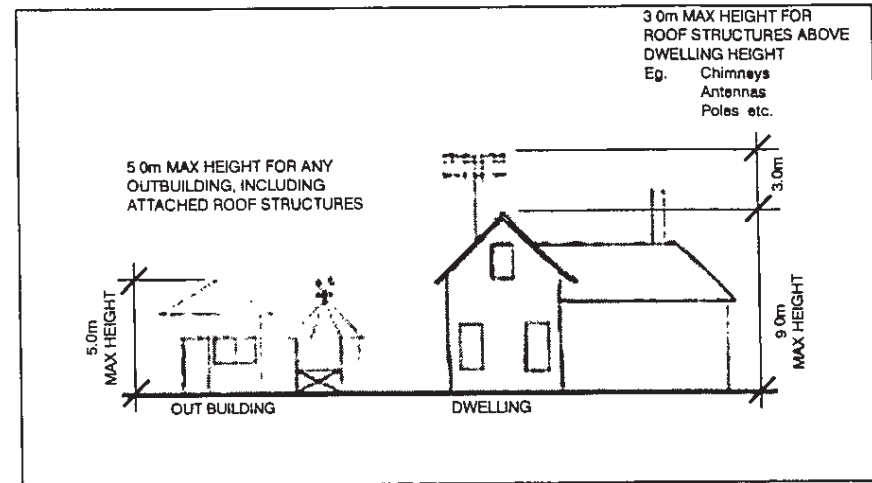 3.0m MAX HEIGHT FOR
ROOF STRUCTURES ABOVE
DWELLING HEIGHT
Eg. Chimneys
Antennas
Poles etc.
5.0m MAX HEIGHT FOR ANY
OUTBUILDING, INCLUDING
ATTACHED ROOF STRUCTURES
3.0m
5.0m
MAX HEIGHT
9.0m
MAX HEIGHT
OUT BUILDING
DWELLING